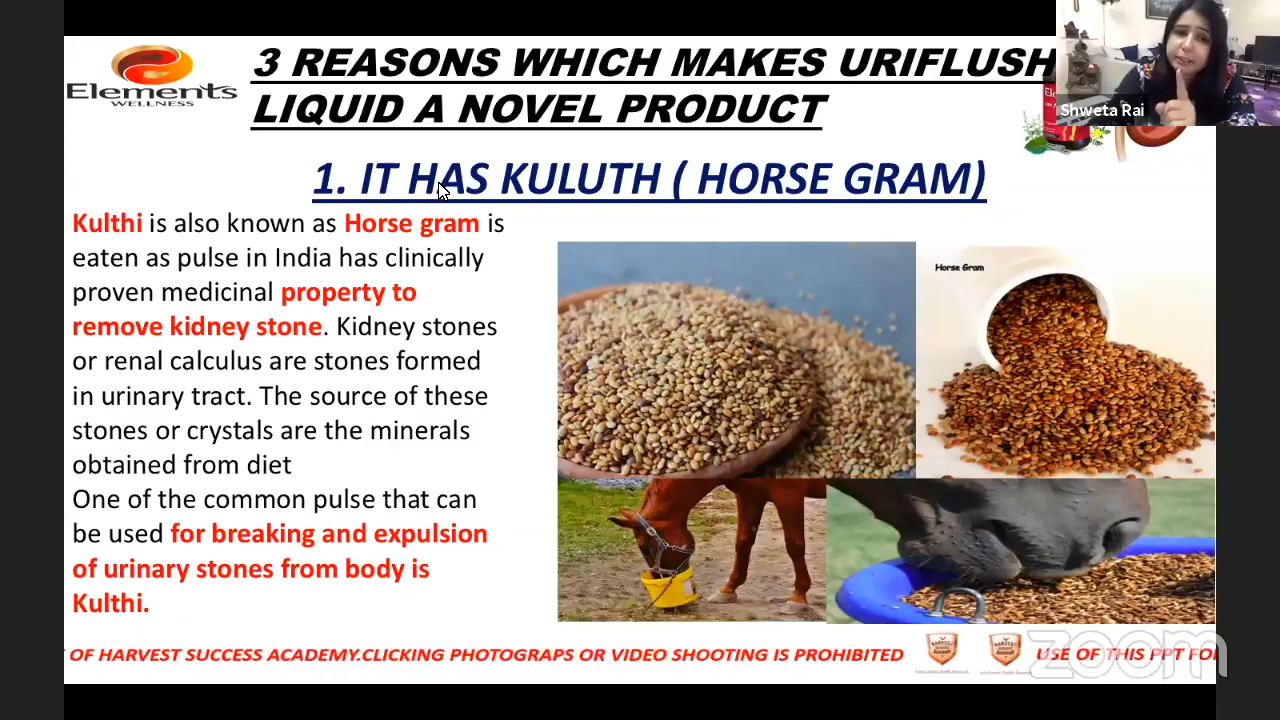 Elements
WELLNESS
3 REASONS WHICH MAKES URIFLUSH
LIQUID A NOVEL PRODUCT
Shweta Rai
1. IT HAS KULUTH ( HORSE GRAM)
Kulthi is also known as Horse gram is
eaten as pulse in India has clinically
proven medicinal property to
remove kidney stone. Kidney stones
or renal calculus are stones formed
in urinary tract. The source of these
stones or crystals are the minerals
obtained from diet
One of the common pulse that can
be used for breaking and expulsion
of urinary stones from body is
Kulthi.
Horse Gram
OF HARVEST SUCCESS ACADEMY.CLICKING PHOTOGRAPS OR VIDEO SHOOTING IS PROHIBITED
USE OF THIS PPT FO
zoom